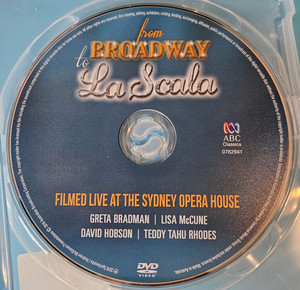 from
BROADWAY
to
La Scala
ABC
Classics
0762941
FILMED LIVE AT THE SYDNEY OPERA HOUSE
GRETA BRADMAN | LISA McCUNE
DAVID HOBSON | TEDDY TAHU RHODES
DVD
VIDEO